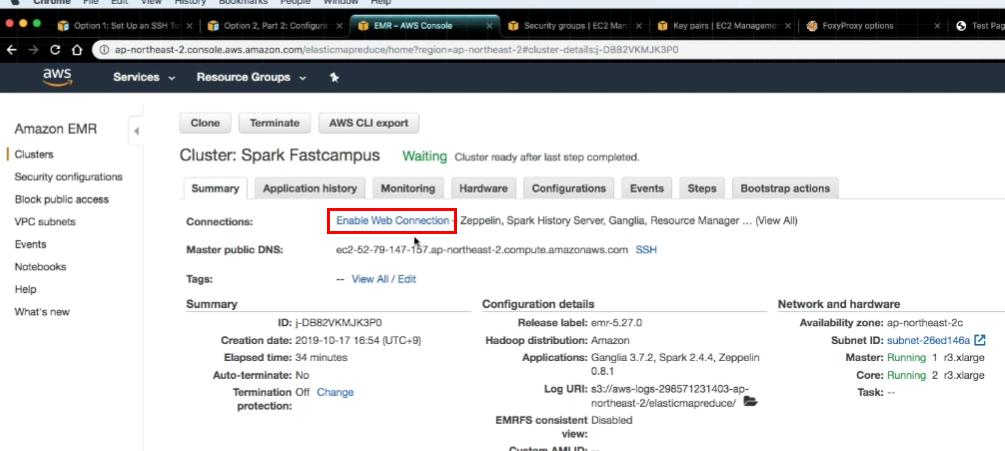 Chrome File Edit View History Bookmarks People Window Help
Option 1: Set Up an SSH Tu
Option 2, Part 2: Configure
EMR – AWS Console
Security groups | EC2 Man
Key pairs | EC2 Manageme
FoxyProxy options
Test Pag
ap-northeast-2.console.aws.amazon.com/elasticmapreduce/home?region=ap-northeast-2#cluster-details:j-DB82VKMJK3P0
aws Services Resource Groups
Amazon EMR
Clusters
Security configurations
Block public access
VPC subnets
Events
Notebooks
Help
What's new
Clone Terminate AWS CLI export
Cluster: Spark Fastcampus Waiting Cluster ready after last step completed.
Summary Application history Monitoring Hardware Configurations Events Steps Bootstrap actions
Connections: Enable Web Connection - Zeppelin, Spark History Server, Ganglia, Resource Manager ... (View All)
Master public DNS: ec2-52-79-147-157.ap-northeast-2.compute.amazonaws.com SSH
Tags: -- View All / Edit
Summary
ID: j-DB82VKMJK3P0
Creation date: 2019-10-17 16:54 (UTC+9)
Elapsed time: 34 minutes
Auto-terminate: No
Termination Off Change
protection:
Configuration details
Release label: emr-5.27.0
Hadoop distribution: Amazon
Applications: Ganglia 3.7.2, Spark 2.4.4, Zeppelin
0.8.1
Log URI: s3://aws-logs-298571231403-ap-
northeast-2/elasticmapreduce/
EMRFS consistent Disabled
view:
Custom AMI ID: --
Network and hardware
Availability zone: ap-northeast-2c
Subnet ID: subnet-26ed146a
Master: Running 1 r3.xlarge
Core: Running 2 r3.xlarge
Task: --